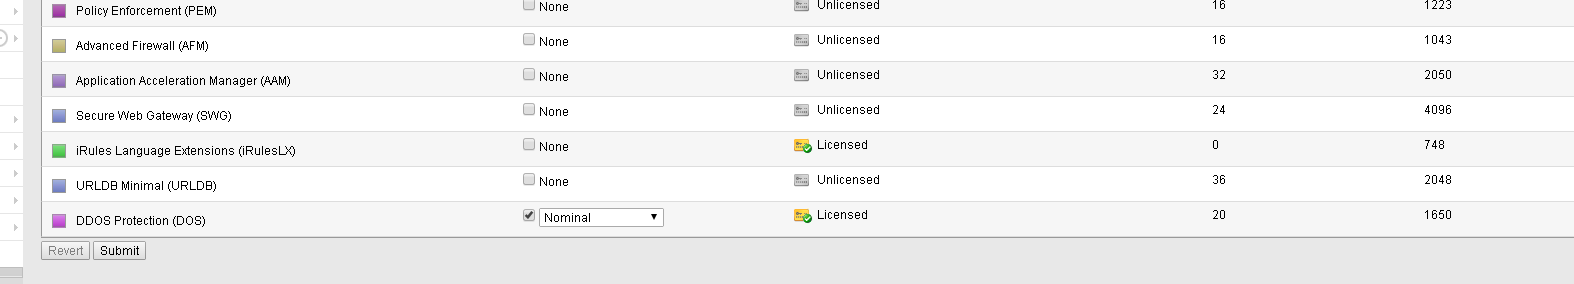 Policy Enforcement (PEM) None Unlicensed 16 1223
Advanced Firewall (AFM) None Unlicensed 16 1043
Application Acceleration Manager (AAM) None Unlicensed 32 2050
Secure Web Gateway (SWG) None Unlicensed 24 4096
iRules Language Extensions (iRulesLX) None Licensed 0 748
URLDB Minimal (URLDB) None Unlicensed 36 2048
DDOS Protection (DOS) Nominal Licensed 20 1650
Revert Submit